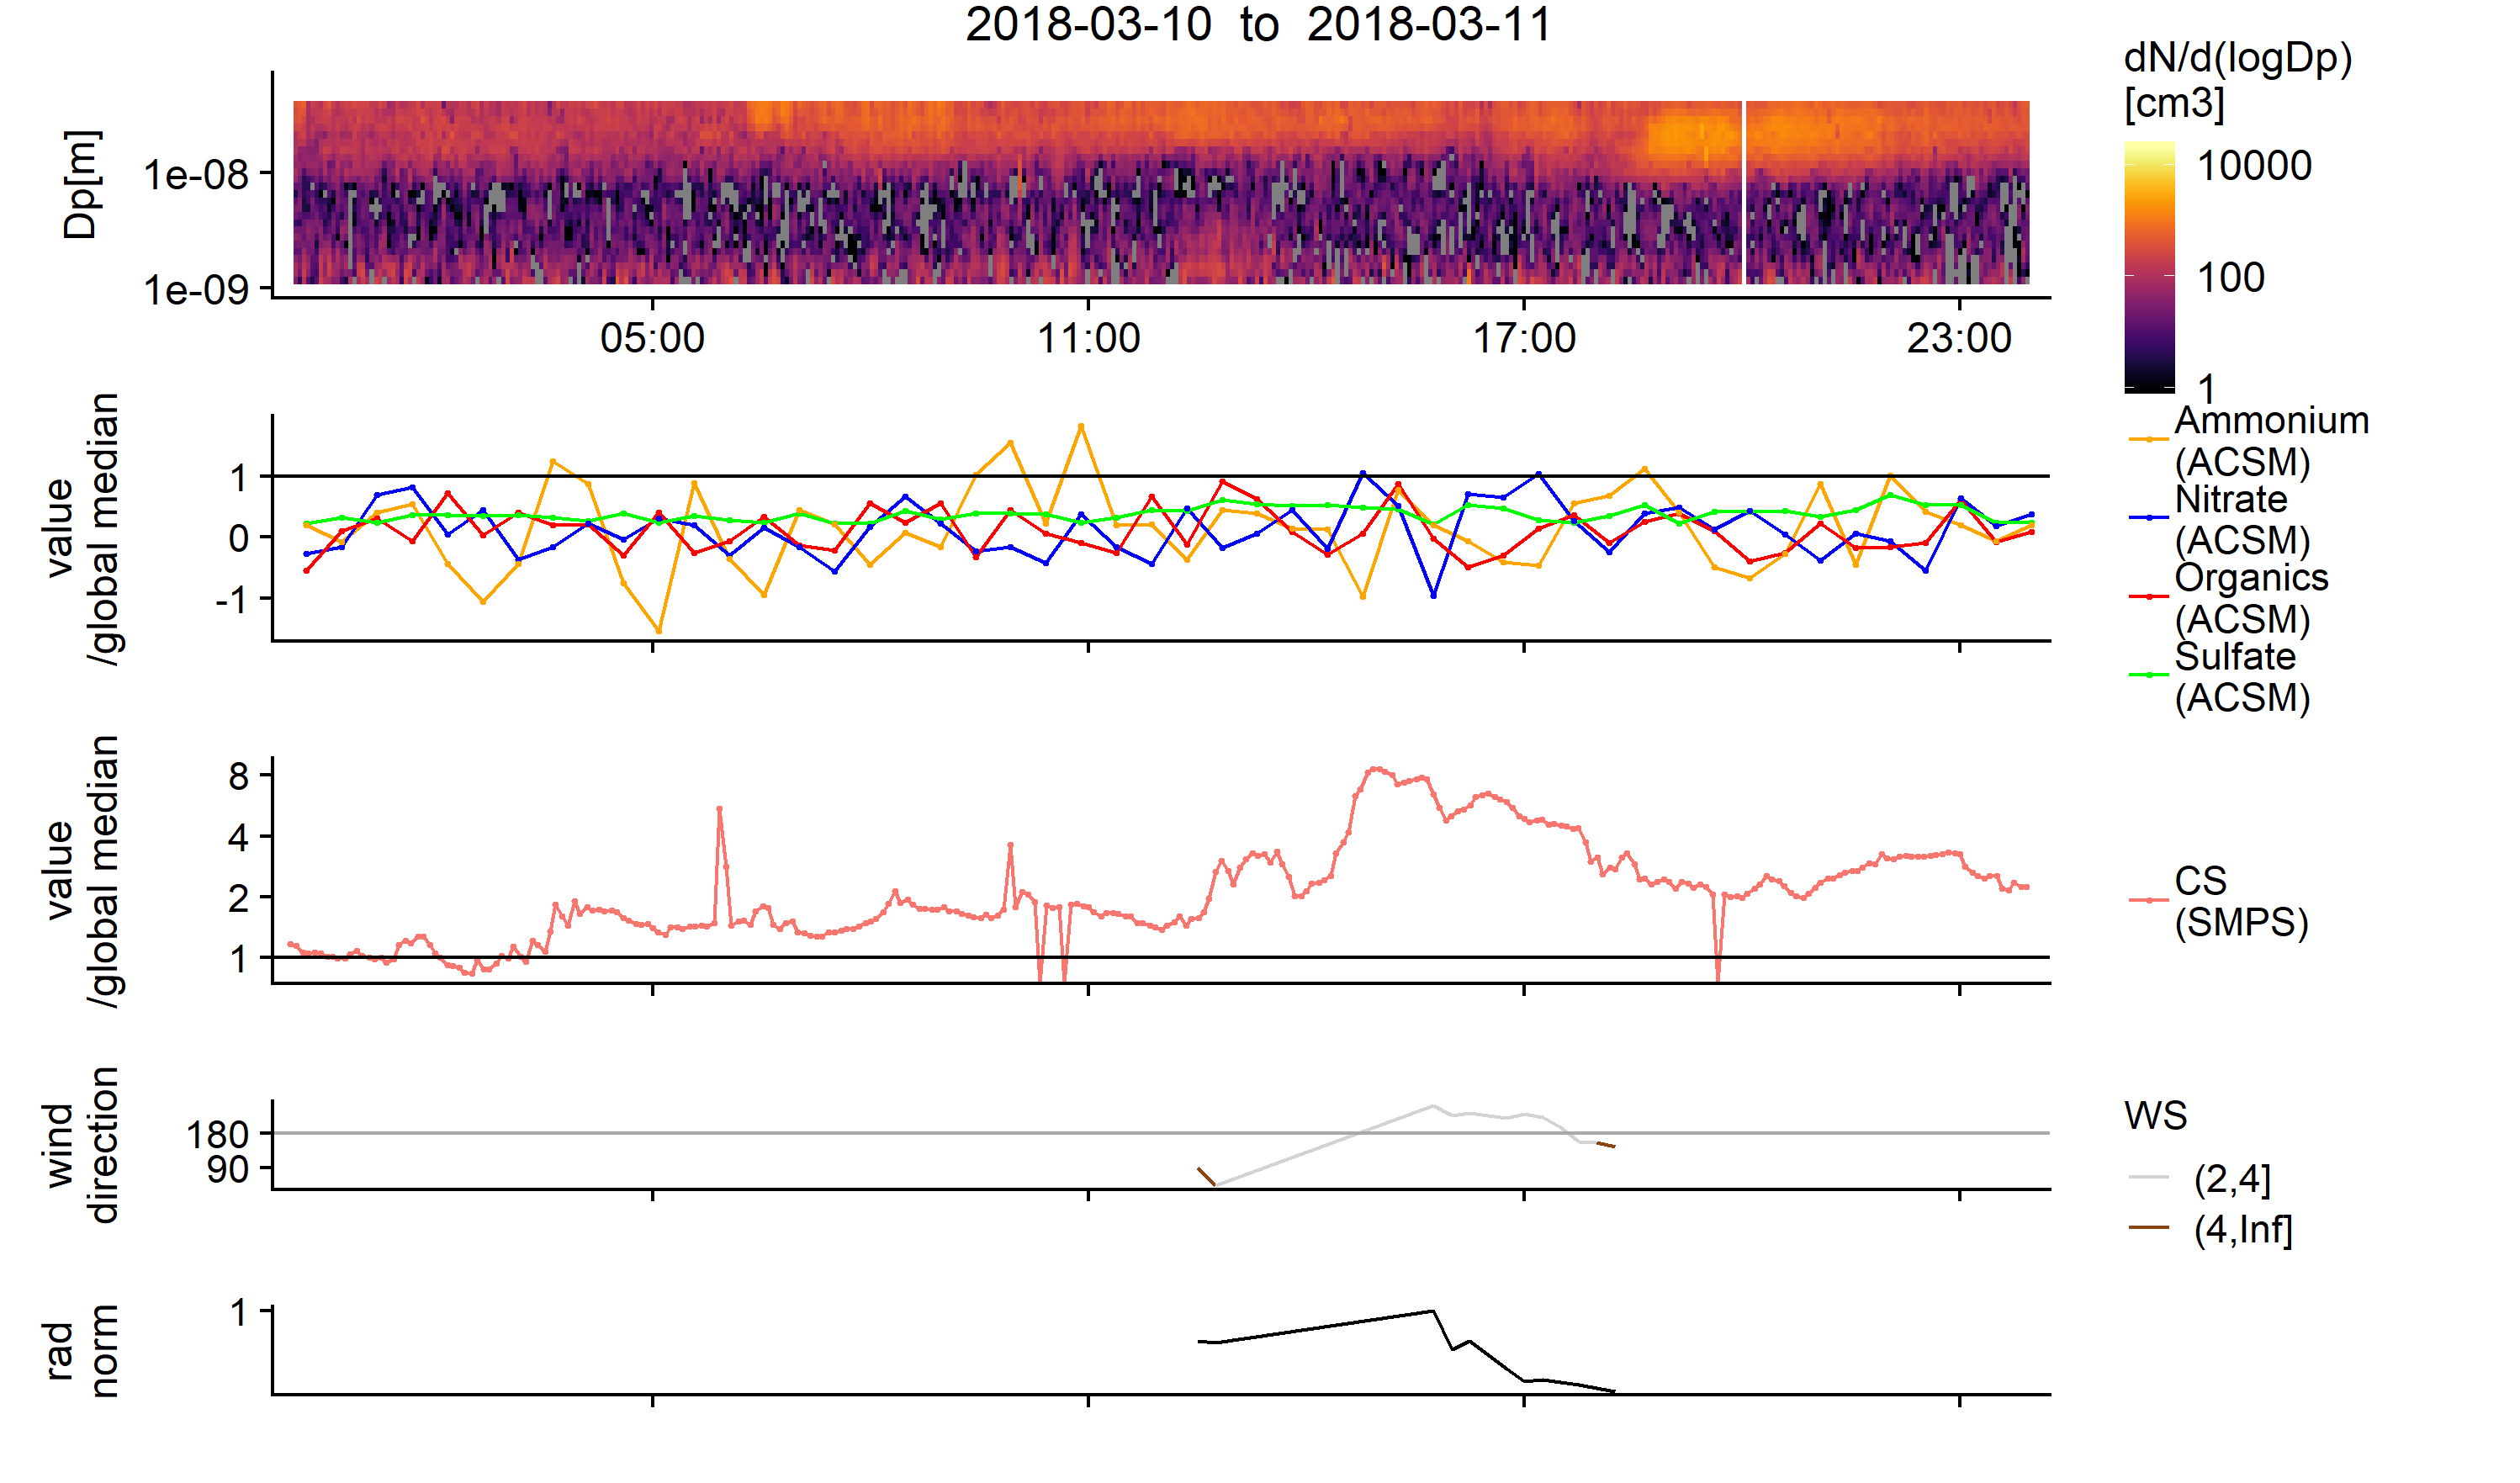 2018-03-10 to 2018-03-11
Dp[m]
1e-08
1e-09
05:00
11:00
17:00
23:00
dN/d(logDp)
[cm3]
10000
100
1
value
/global median
1
0
-1
Ammonium
(ACSM)
Nitrate
(ACSM)
Organics
(ACSM)
Sulfate
(ACSM)
value
/global median
8
4
2
1
CS
(SMPS)
wind
direction
180
90
WS
(2,4]
(4,Inf]
rad
norm
1